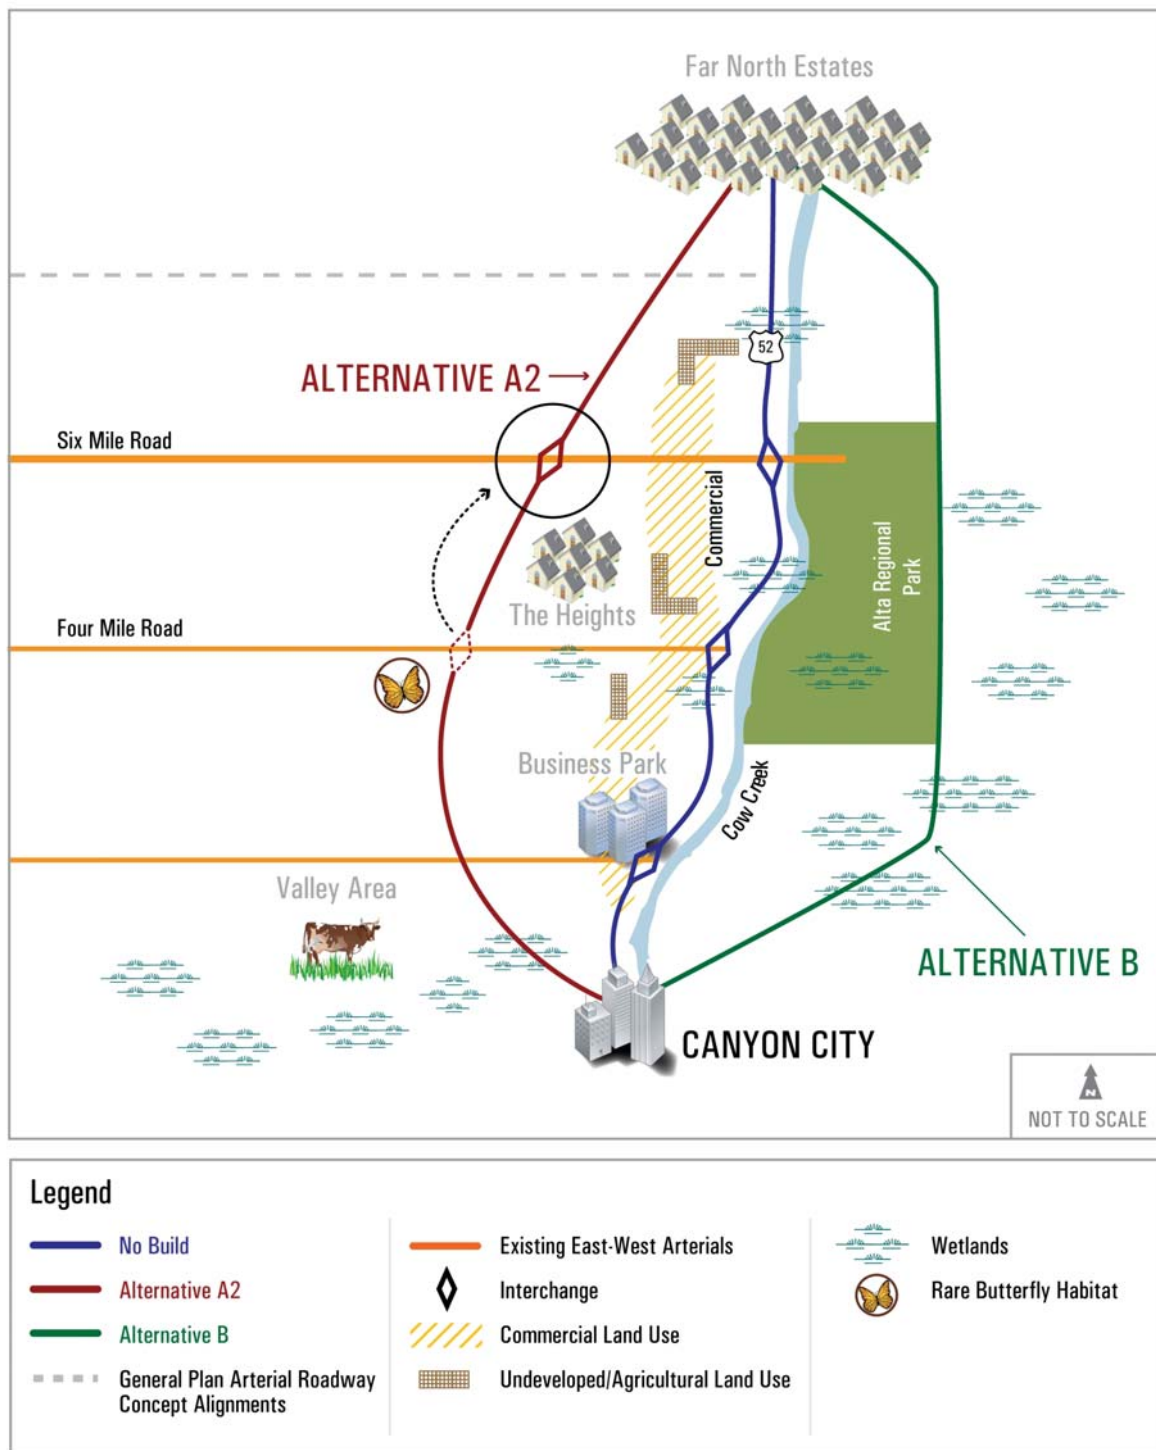 Far North Estates
52
ALTERNATIVE A2
Six Mile Road
Commercial
Alta Regional
Park
The Heights
Four Mile Road
Business Park
Cow Creek
Valley Area
ALTERNATIVE B
CANYON CITY
N
NOT TO SCALE
Legend
No Build
Alternative A2
Alternative B
General Plan Arterial Roadway
Concept Alignments
Existing East-West Arterials
Interchange
Commercial Land Use
Undeveloped/Agricultural Land Use
Wetlands
Rare Butterfly Habitat